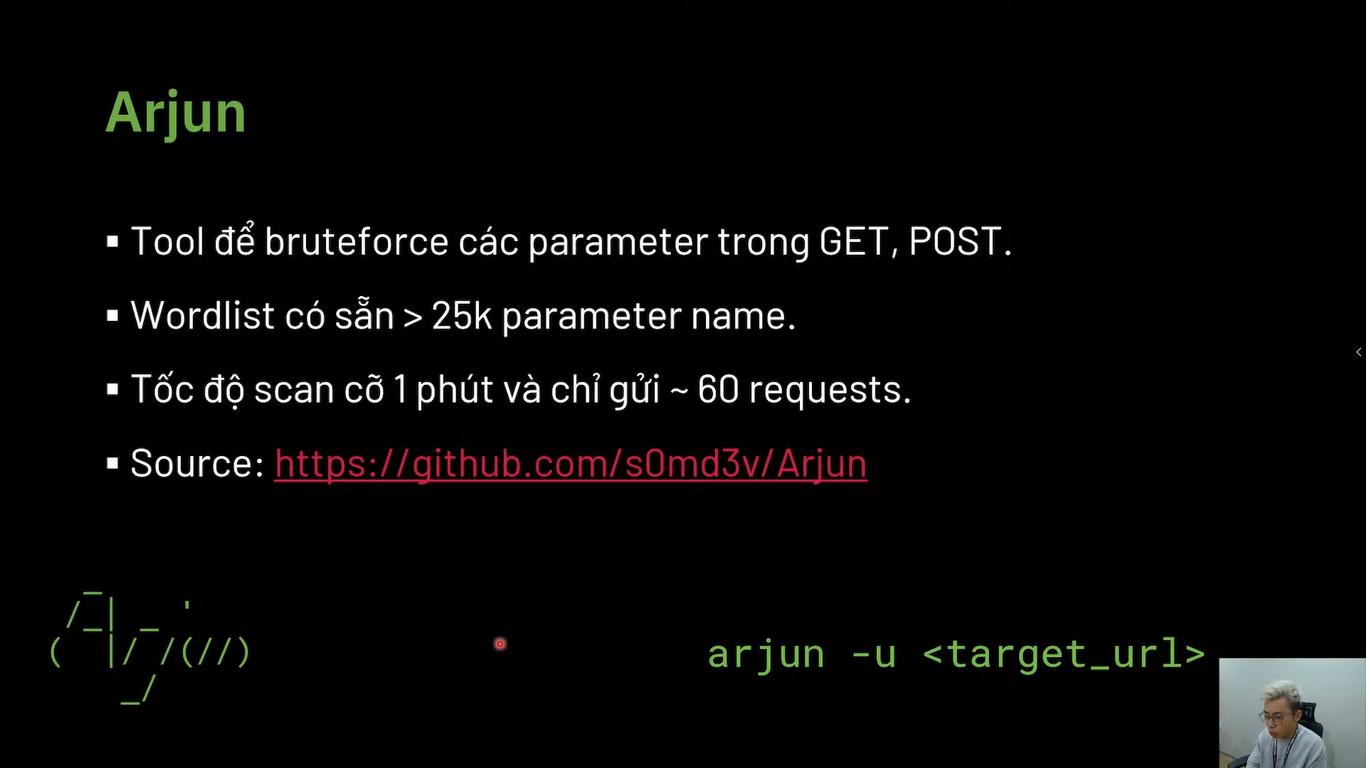 Arjun
▪ Tool để bruteforce các parameter trong GET, POST.
▪ Wordlist có sẵn > 25k parameter name.
▪ Tốc độ scan cỡ 1 phút và chỉ gửi ~ 60 requests.
▪ Source: https://github.com/s0md3v/Arjun
    _
  /_| _  '
(  |/ /(//)
      _/
arjun -u <target_url>